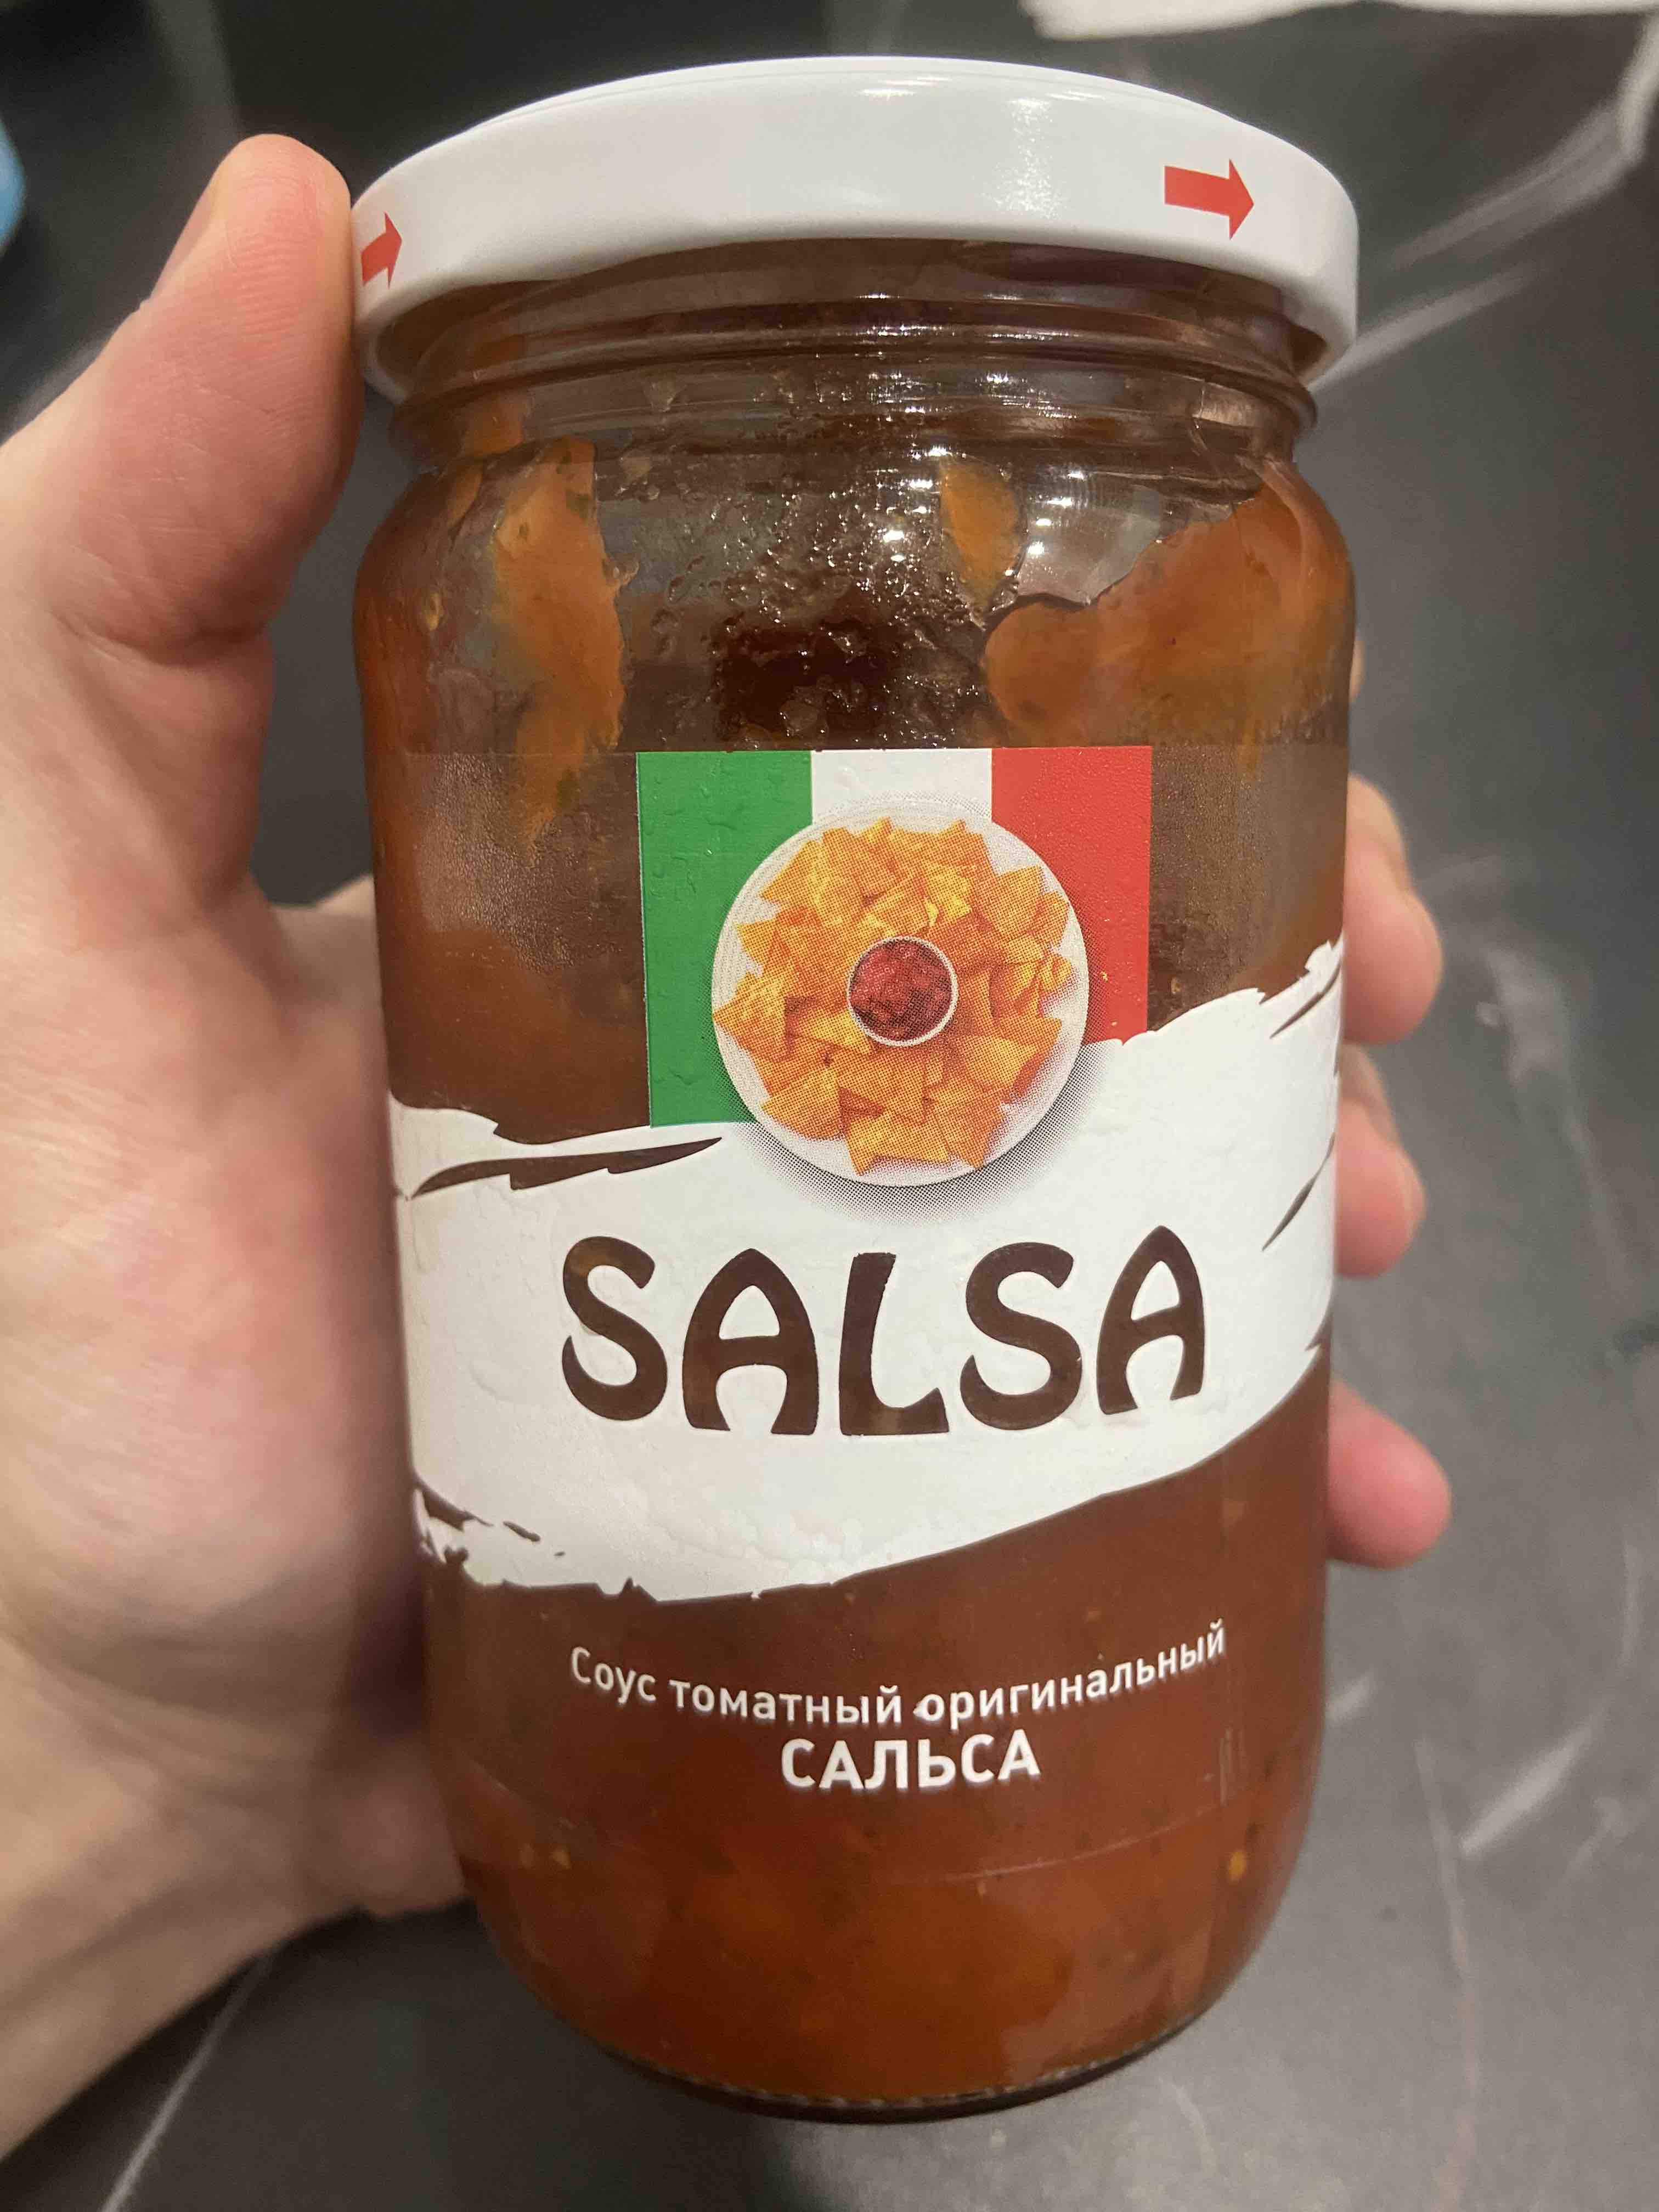 SALSA
Соус томатный оригинальный
САЛЬСА